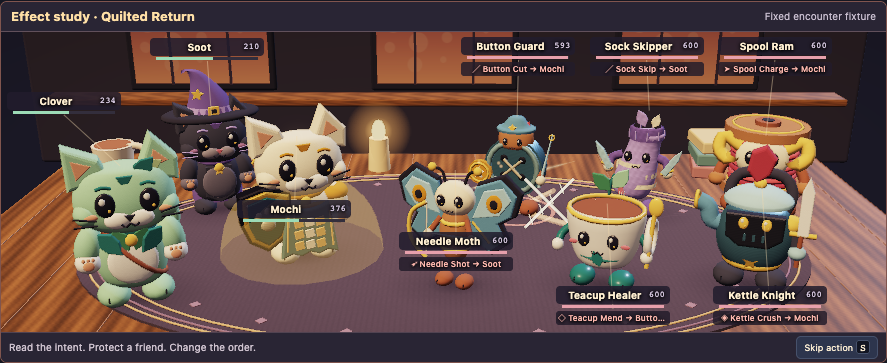 Effect study · Quilted Return
Fixed encounter fixture
Soot 210
Button Guard 593
Button Cut → Mochi
Sock Skipper 600
Sock Skip → Soot
Spool Ram 600
Spool Charge → Mochi
Clover 234
Mochi 376
Needle Moth 600
Needle Shot → Soot
Teacup Healer 600
Teacup Mend → Butto...
Kettle Knight 600
Kettle Crush → Mochi
Read the intent. Protect a friend. Change the order.
Skip action S